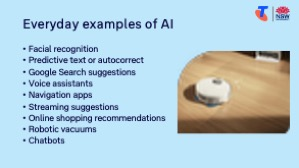 Everyday examples of AI
NSW
• Facial recognition
• Predictive text or autocorrect
• Google Search suggestions
• Voice assistants
• Navigation apps
• Streaming suggestions
• Online shopping recommendations
• Robotic vacuums
• Chatbots